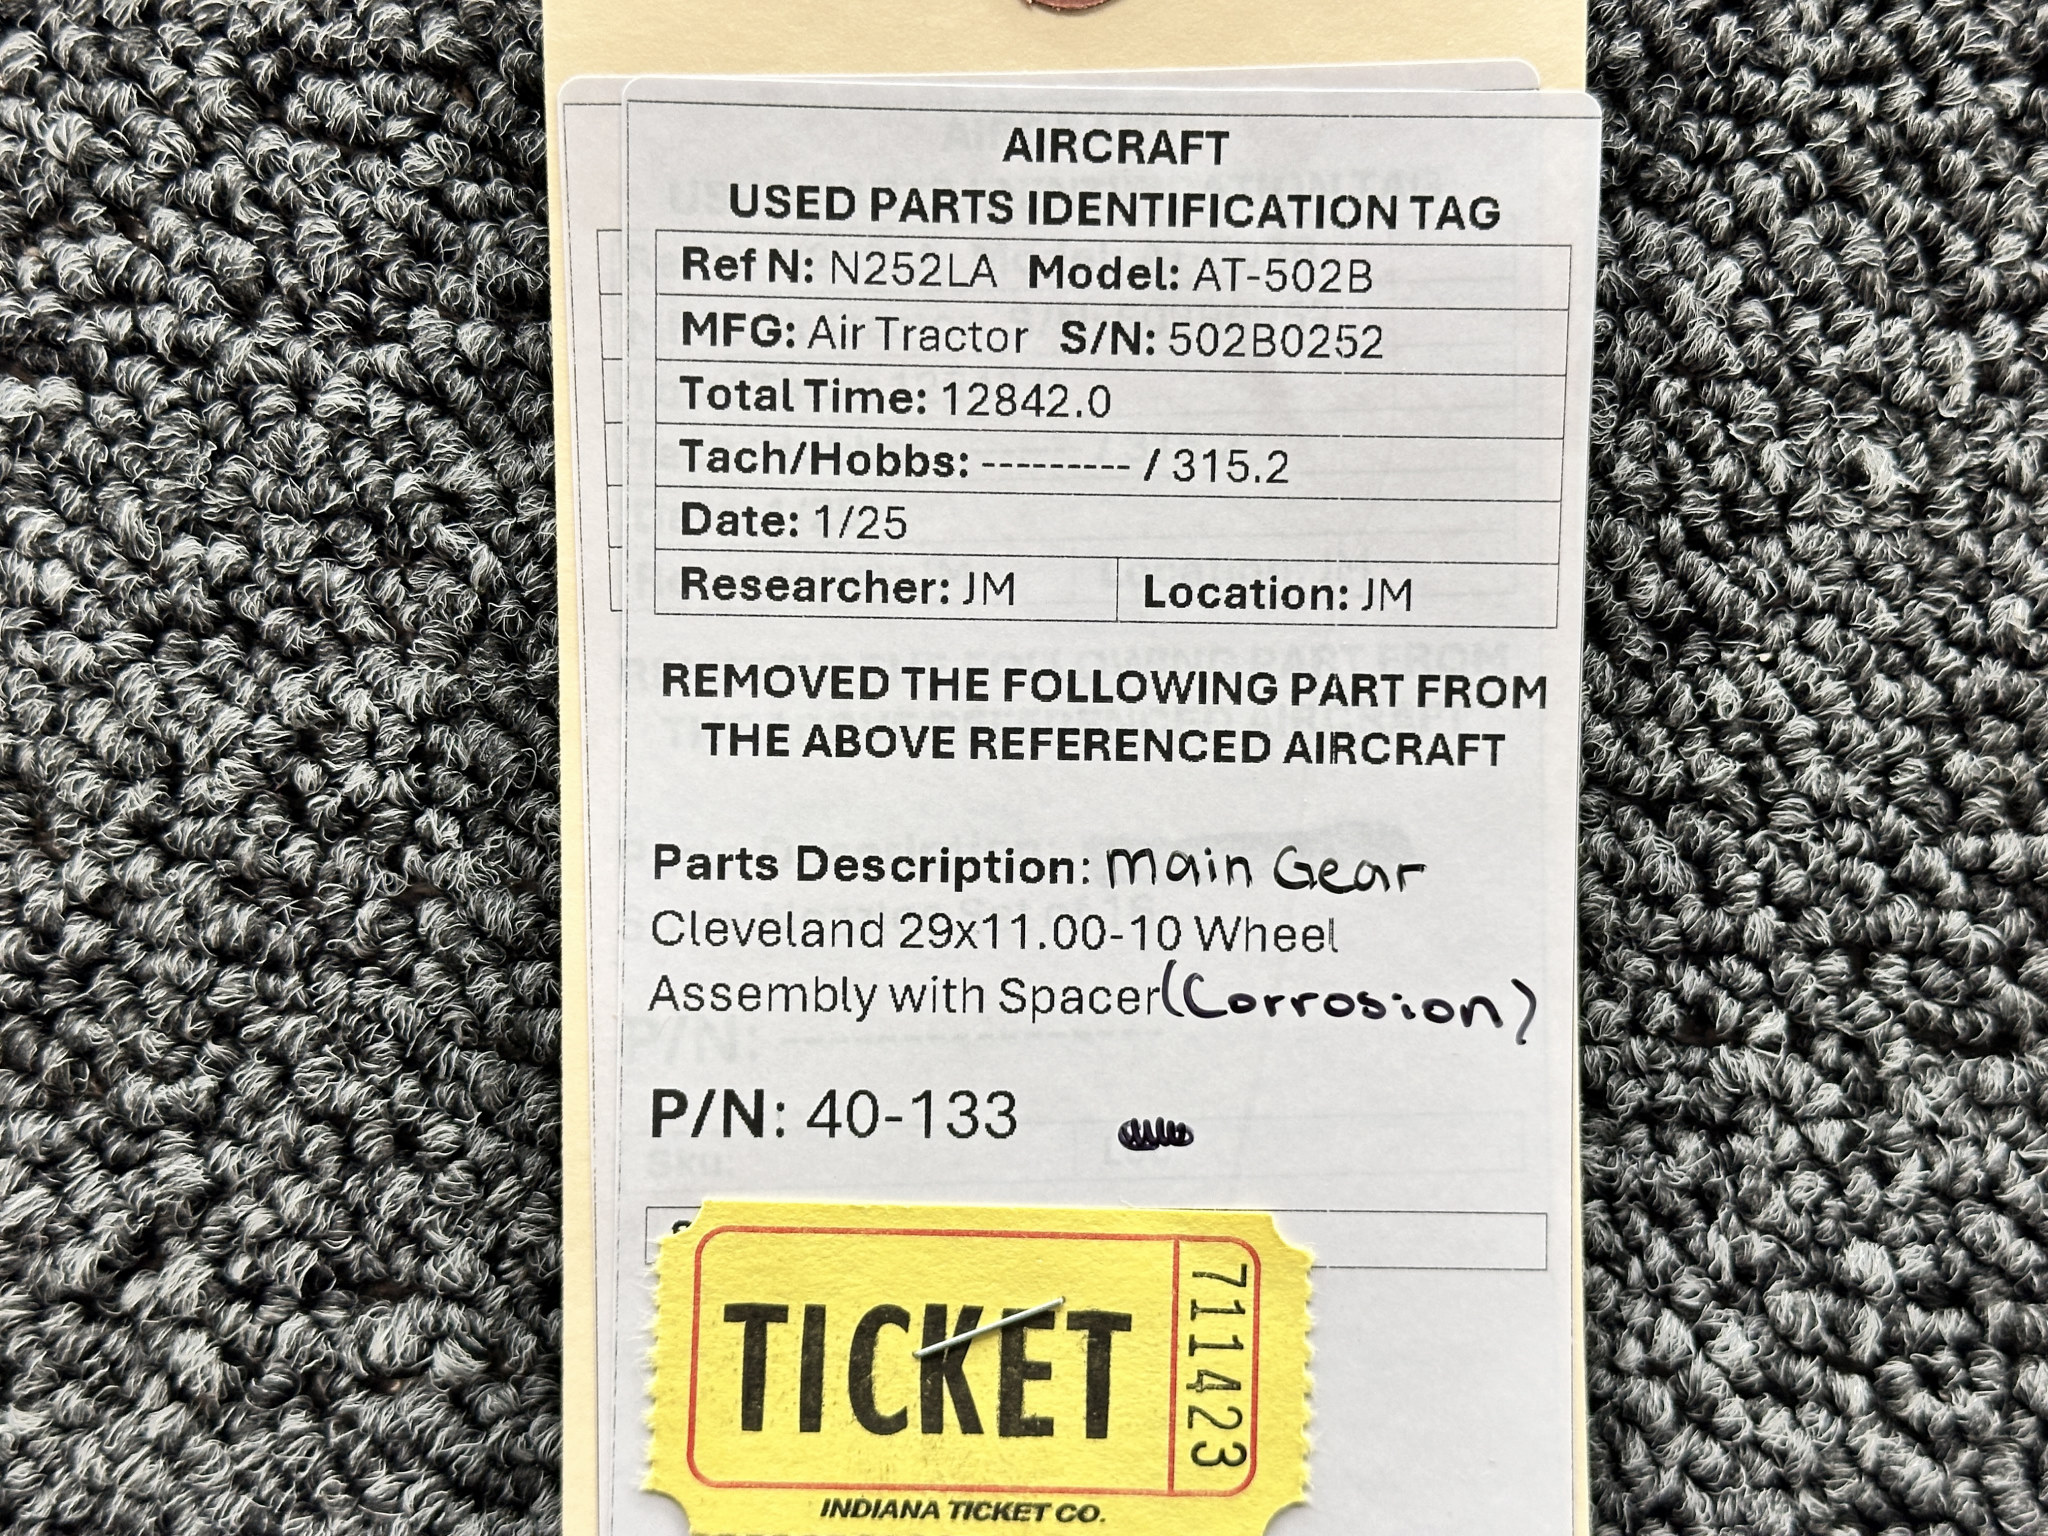 AIRCRAFT
USED PARTS IDENTIFICATION TAG
Ref N: N252LA Model: AT-502B
MFG: Air Tractor S/N: 502B0252
Total Time: 12842.0
Tach/Hobbs: --------- / 315.2
Date: 1/25
Researcher: JM Location: JM
REMOVED THE FOLLOWING PART FROM
THE ABOVE REFERENCED AIRCRAFT
Parts Description: Main Gear
Cleveland 29x11.00-10 Wheel
Assembly with Spacer (Corrosion)
P/N: 40-133
TICKET
711423
INDIANA TICKET CO.